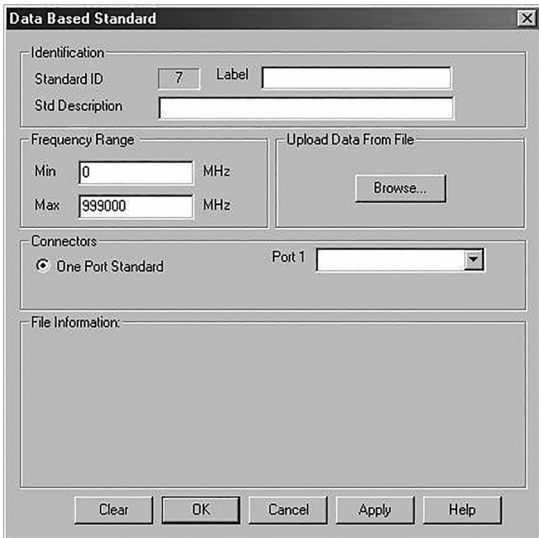 Data Based Standard
Identification
Standard ID 7 Label
Std Description
Frequency Range
Min 0 MHz
Max 999000 MHz
Upload Data From File
Browse...
Connectors
One Port Standard Port 1
File Information:
Clear OK Cancel Apply Help